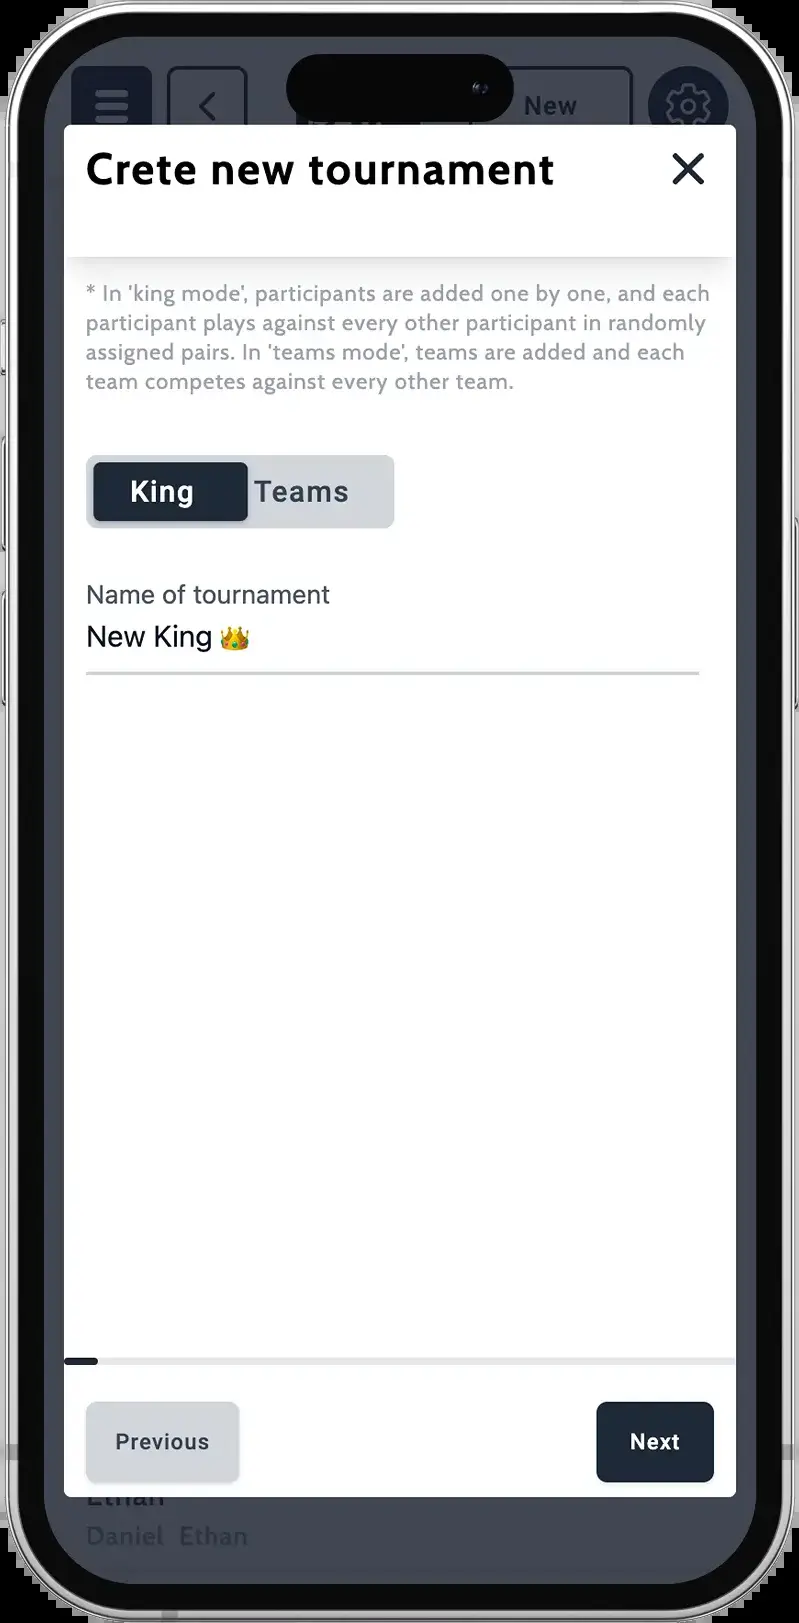 New
Crete new tournament
* In 'king mode', participants are added one by one, and each
participant plays against every other participant in randomly
assigned pairs. In 'teams mode', teams are added and each
team competes against every other team.
King Teams
Name of tournament
New King 👑
Previous Next
Ethan
Daniel Ethan